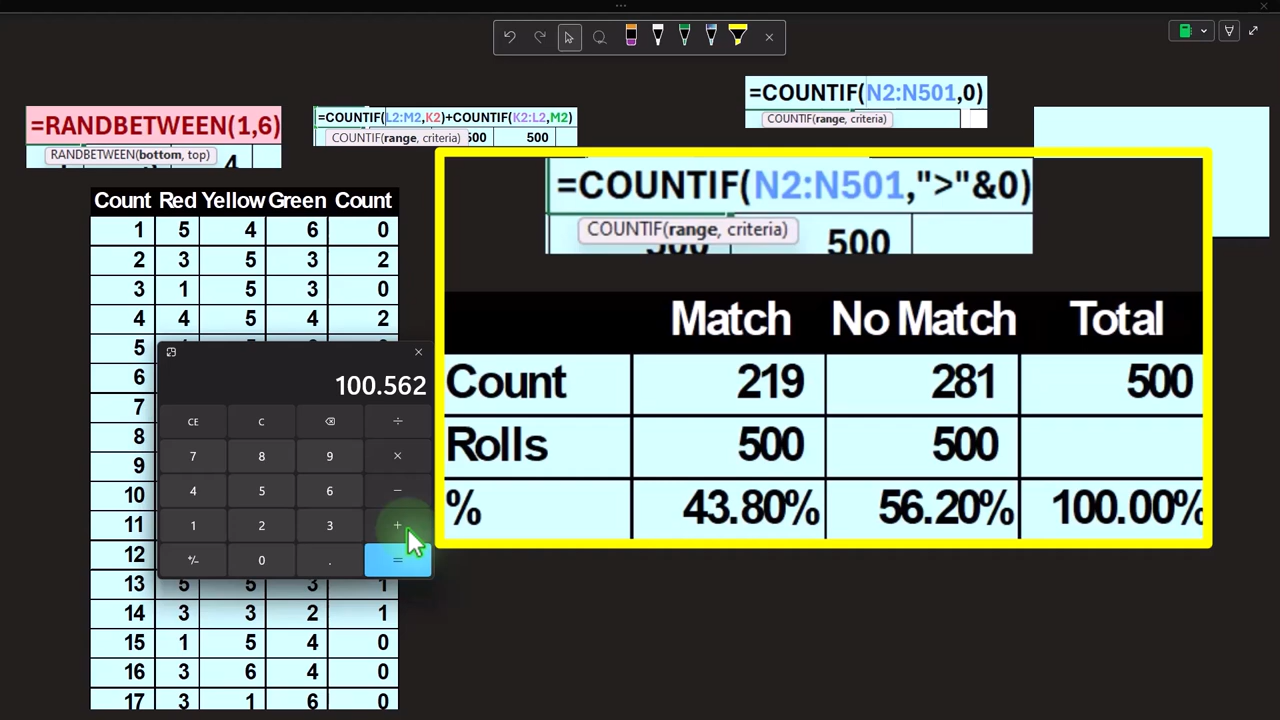 =COUNTIF(N2:N501,0)
COUNTIF(range, criteria)
=RANDBETWEEN(1,6)
RANDBETWEEN(bottom, top)
4
=COUNTIF(L2:M2,K2)+COUNTIF(K2:L2,M2)
COUNTIF(range, criteria) 500 500
=COUNTIF(N2:N501,">"&0)
COUNTIF(range, criteria)
500 500
Count Red Yellow Green Count
1 5 4 6 0
2 3 5 3 2
3 1 5 3 0
4 4 5 4 2
5
6
7
8
9
10
11
12
13 5 5 3 1
14 3 3 2 1
15 1 5 4 0
16 3 6 4 0
17 3 1 6 0
100.562
CE C ⌫ ÷
7 8 9 ×
4 5 6 −
1 2 3 +
+/− 0 . =
Match No Match Total
Count 219 281 500
Rolls 500 500
% 43.80% 56.20% 100.00%